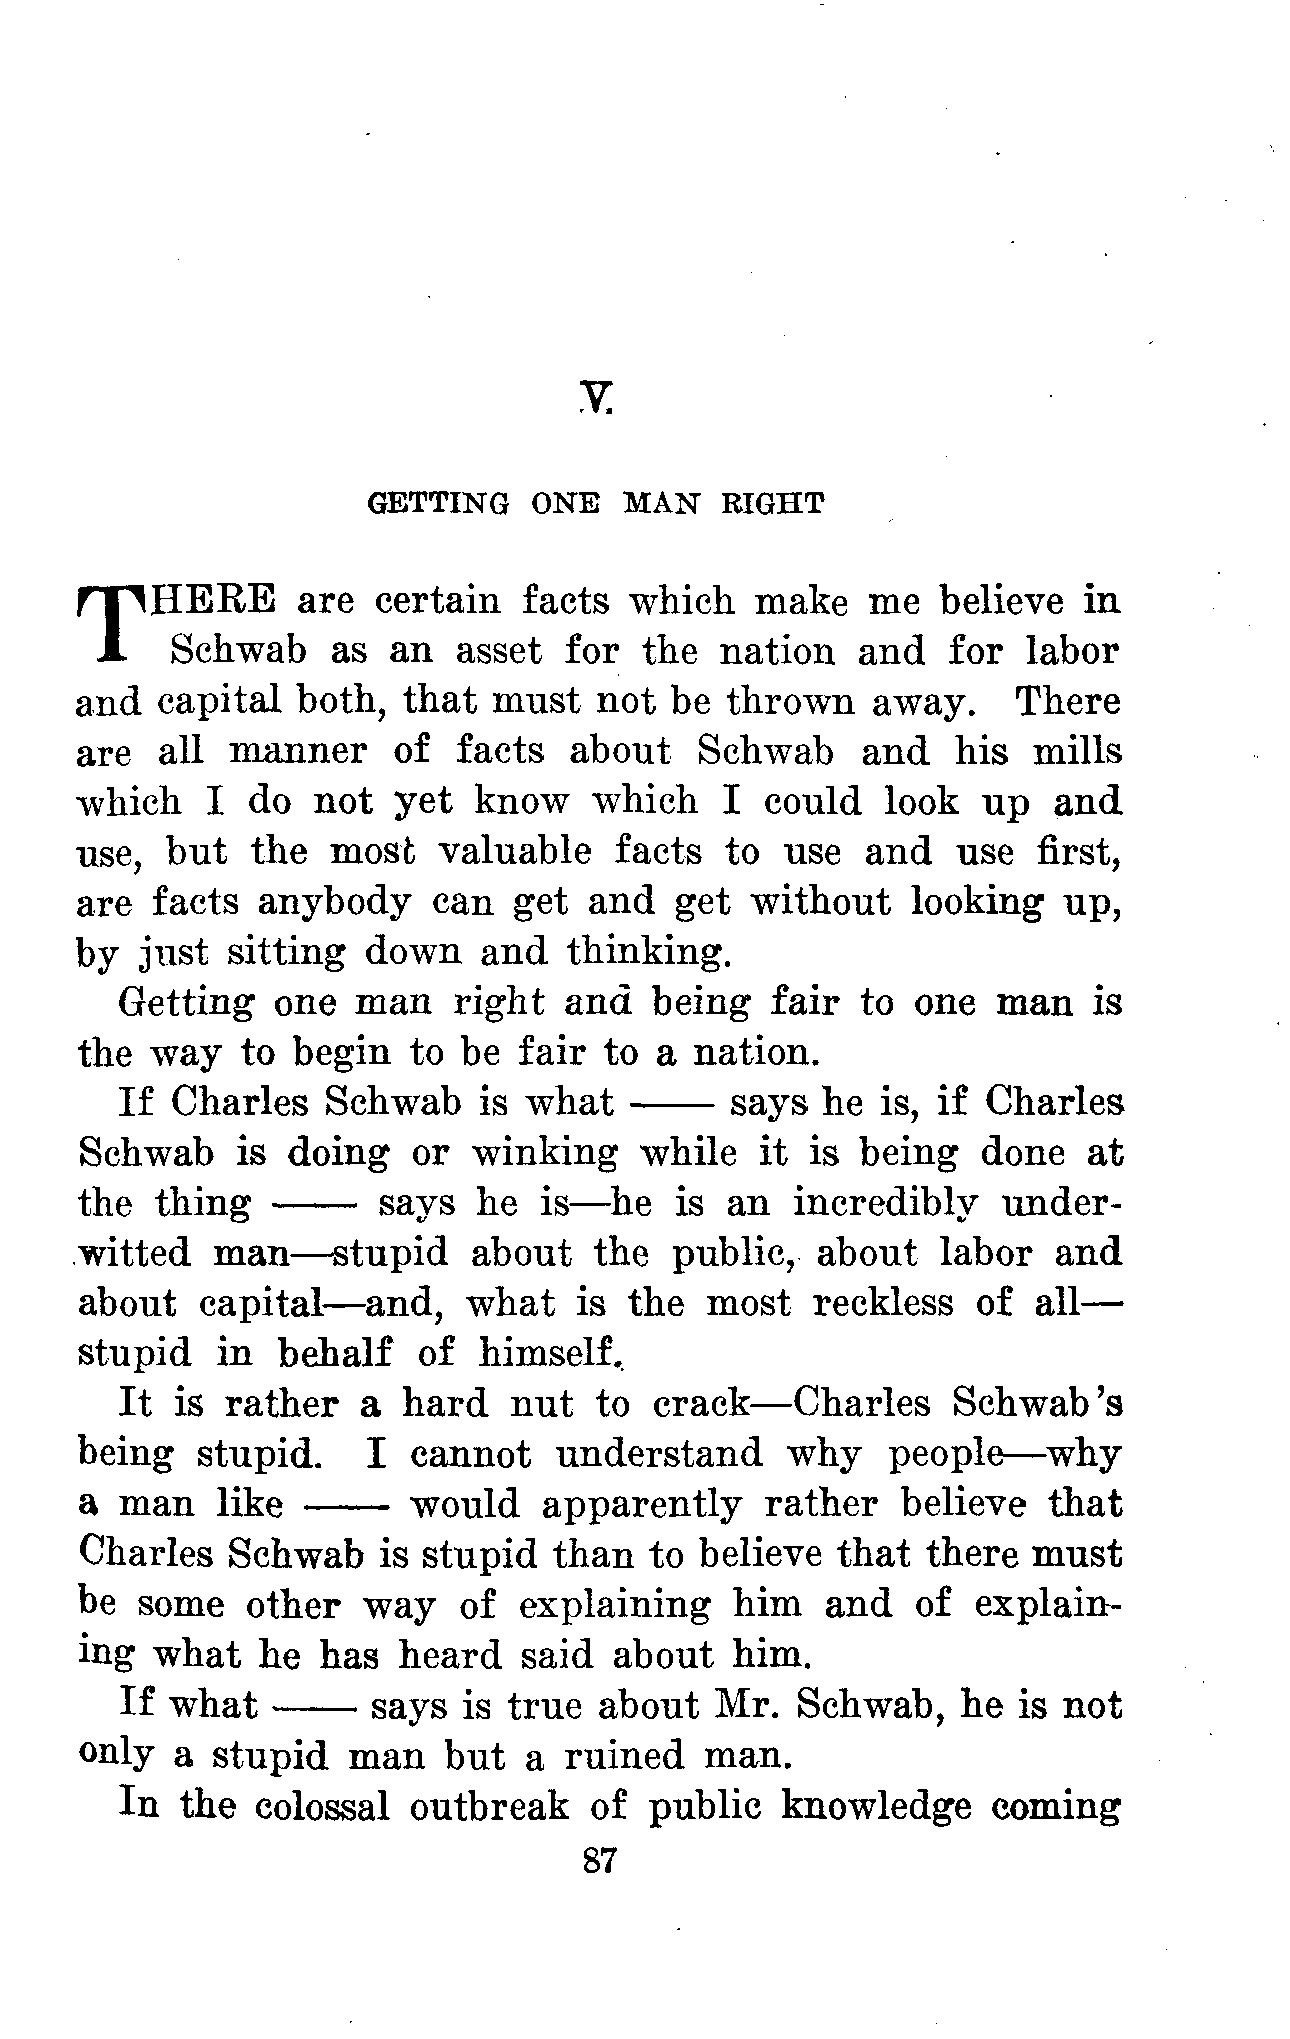 V.
GETTING ONE MAN RIGHT
THERE are certain facts which make me believe in
Schwab as an asset for the nation and for labor
and capital both, that must not be thrown away. There
are all manner of facts about Schwab and his mills
which I do not yet know which I could look up and
use, but the most valuable facts to use and use first,
are facts anybody can get and get without looking up,
by just sitting down and thinking.
Getting one man right and being fair to one man is
the way to begin to be fair to a nation.
If Charles Schwab is what —— says he is, if Charles
Schwab is doing or winking while it is being done at
the thing —— says he is—he is an incredibly under-
witted man—stupid about the public, about labor and
about capital—and, what is the most reckless of all—
stupid in behalf of himself.
It is rather a hard nut to crack—Charles Schwab's
being stupid. I cannot understand why people—why
a man like —— would apparently rather believe that
Charles Schwab is stupid than to believe that there must
be some other way of explaining him and of explain-
ing what he has heard said about him.
If what —— says is true about Mr. Schwab, he is not
only a stupid man but a ruined man.
In the colossal outbreak of public knowledge coming
87